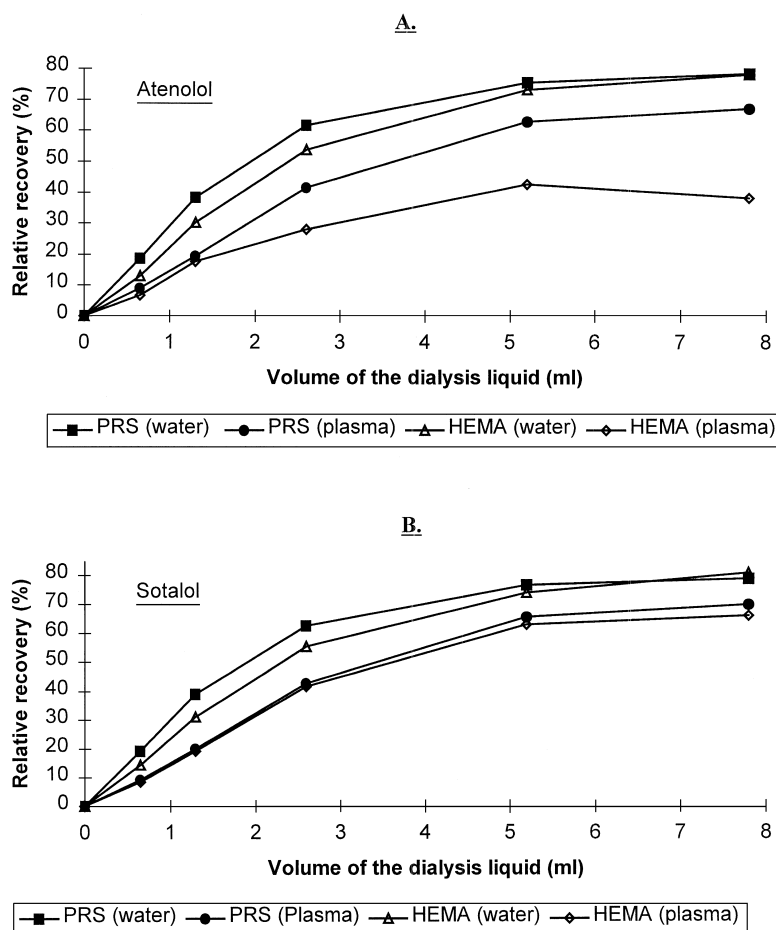 A.
Atenolol
Relative recovery (%)
80
70
60
50
40
30
20
10
0
0 1 2 3 4 5 6 7 8
Volume of the dialysis liquid (ml)
PRS (water) PRS (plasma) HEMA (water) HEMA (plasma)
B.
Sotalol
Relative recovery (%)
80
70
60
50
40
30
20
10
0
0 1 2 3 4 5 6 7 8
Volume of the dialysis liquid (ml)
PRS (water) PRS (Plasma) HEMA (water) HEMA (plasma)